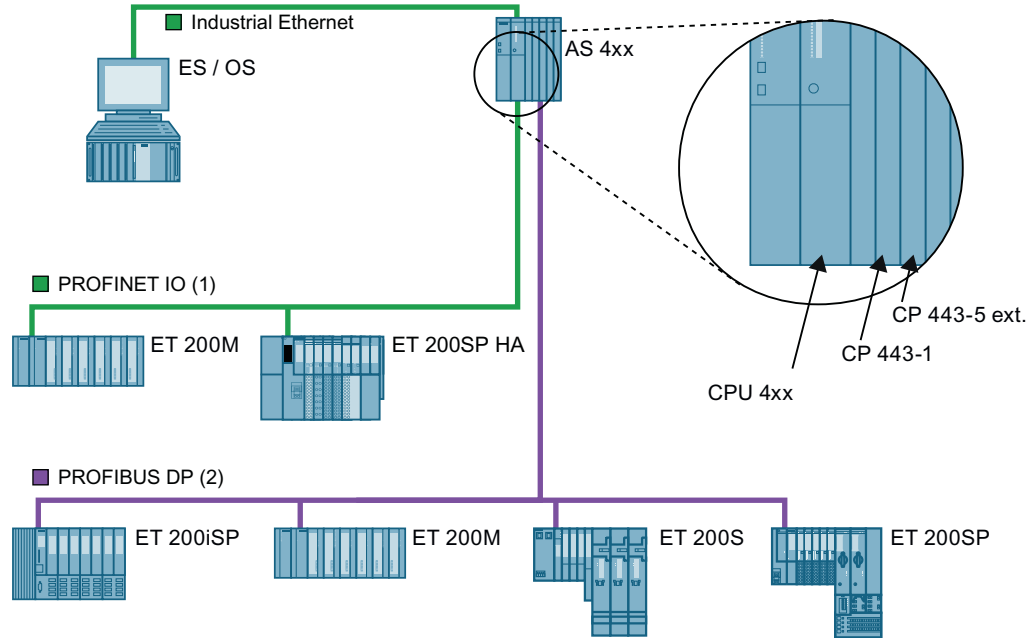 Industrial Ethernet
ES / OS
AS 4xx
CP 443-5 ext.
CP 443-1
CPU 4xx
PROFINET IO (1)
ET 200M
ET 200SP HA
PROFIBUS DP (2)
ET 200iSP
ET 200M
ET 200S
ET 200SP